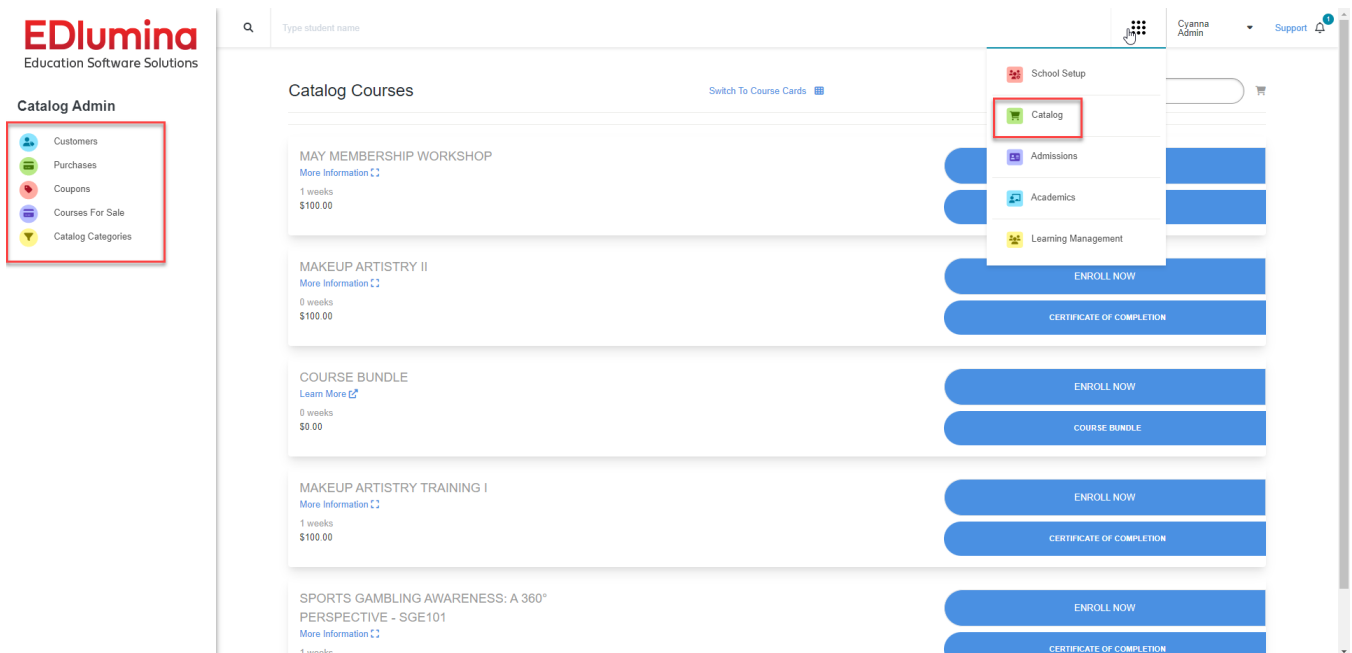 EDlumina
Education Software Solutions
Catalog Admin
Customers
Purchases
Coupons
Courses For Sale
Catalog Categories
Type student name
Cyanna
Admin
Support
1
School Setup
Catalog
Admissions
Academics
Learning Management
Catalog Courses
Switch To Course Cards
MAY MEMBERSHIP WORKSHOP
More Information
1 weeks
$100.00
MAKEUP ARTISTRY II
More Information
0 weeks
$100.00
ENROLL NOW
CERTIFICATE OF COMPLETION
COURSE BUNDLE
Learn More
0 weeks
$0.00
ENROLL NOW
COURSE BUNDLE
MAKEUP ARTISTRY TRAINING I
More Information
1 weeks
$100.00
ENROLL NOW
CERTIFICATE OF COMPLETION
SPORTS GAMBLING AWARENESS: A 360°
PERSPECTIVE - SGE101
More Information
1 weeks
ENROLL NOW
CERTIFICATE OF COMPLETION